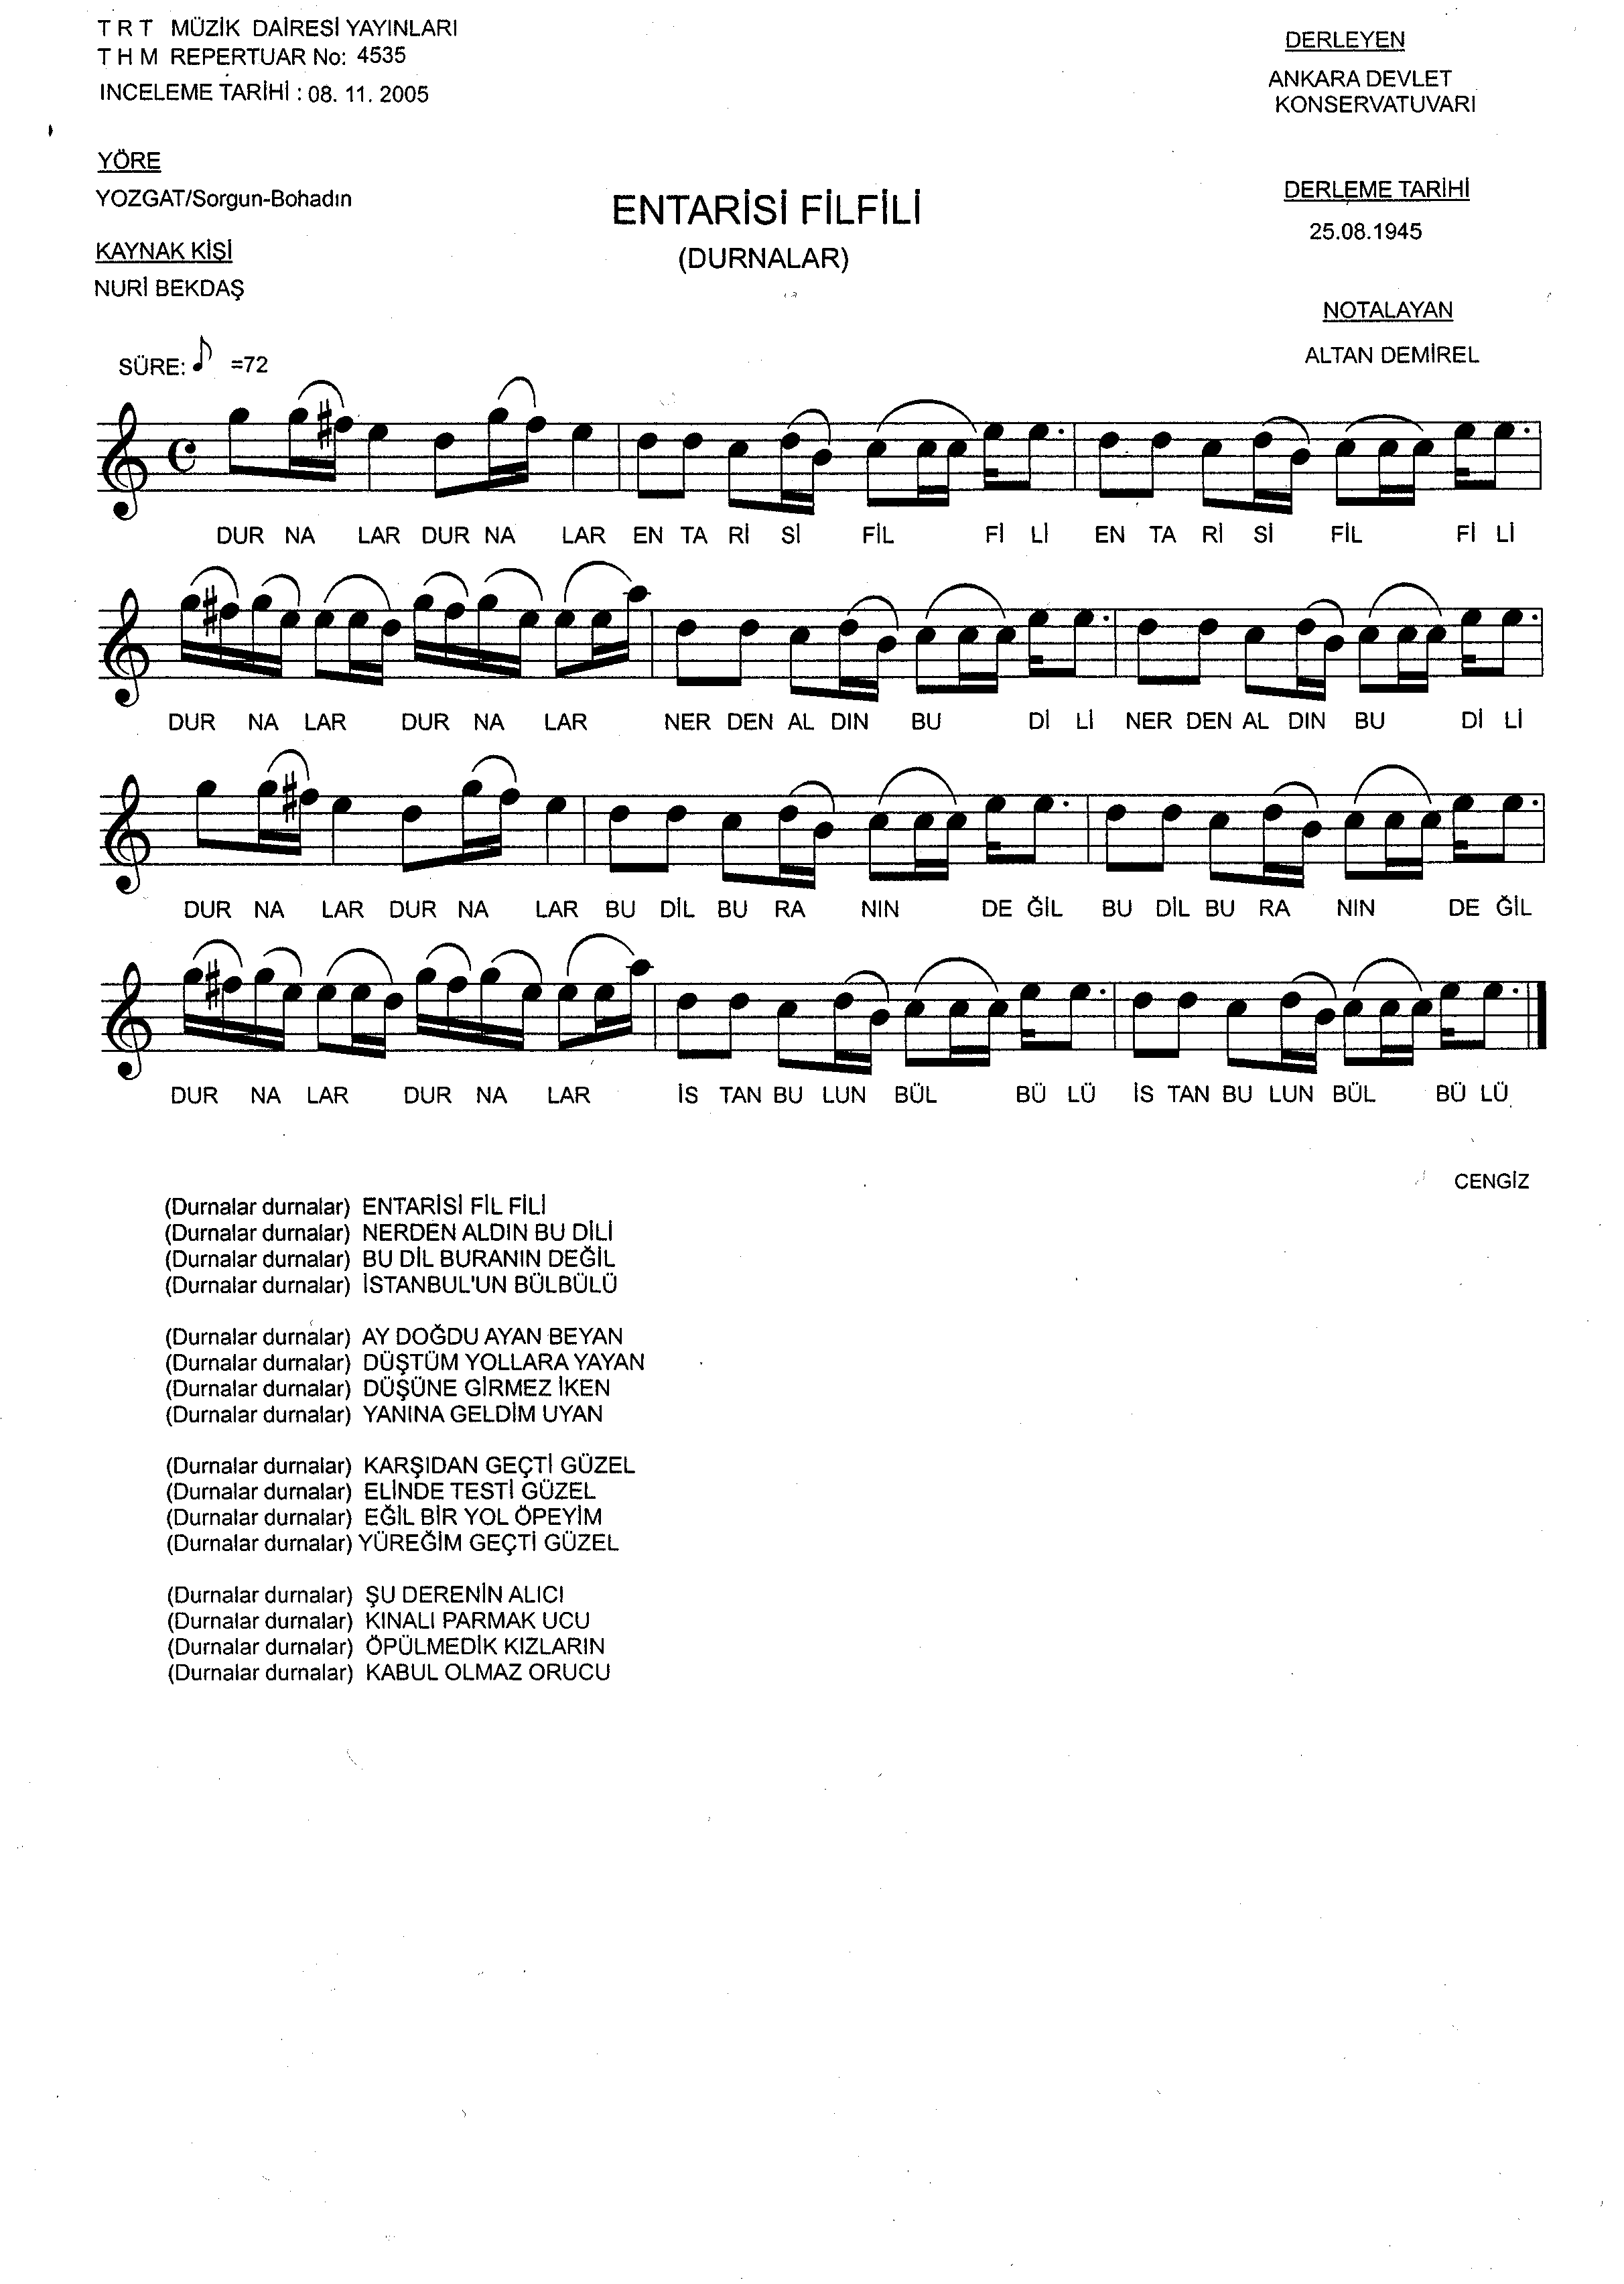 T R T MÜZİK DAİRESİ YAYINLARI
T H M REPERTUAR No: 4535
INCELEME TARİHİ : 08. 11. 2005
DERLEYEN
ANKARA DEVLET
KONSERVATUVARI
YÖRE
YOZGAT/Sorgun-Bohadın
KAYNAK KİŞİ
NURİ BEKDAŞ
ENTARİSİ FİLFİLİ
(DURNALAR)
DERLEME TARİHİ
25.08.1945
NOTALAYAN
ALTAN DEMİREL
SÜRE: ♪ =72
DUR NA LAR DUR NA LAR EN TA Rİ Sİ FİL Fİ Lİ EN TA Rİ Sİ FİL Fİ Lİ
DUR NA LAR DUR NA LAR NER DEN AL DIN BU Dİ Lİ NER DEN AL DIN BU Dİ Lİ
DUR NA LAR DUR NA LAR BU DİL BU RA NIN DE ĞİL BU DİL BU RA NIN DE ĞİL
DUR NA LAR DUR NA LAR İS TAN BU LUN BÜL BÜ LÜ İS TAN BU LUN BÜL BÜ LÜ
CENGİZ
(Durnalar durnalar) ENTARİSİ FİL FİLİ
(Durnalar durnalar) NERDEN ALDIN BU DİLİ
(Durnalar durnalar) BU DİL BURANIN DEĞİL
(Durnalar durnalar) İSTANBUL'UN BÜLBÜLÜ
(Durnalar durnalar) AY DOĞDU AYAN BEYAN
(Durnalar durnalar) DÜŞTÜM YOLLARA YAYAN
(Durnalar durnalar) DÜŞÜNE GİRMEZ İKEN
(Durnalar durnalar) YANINA GELDİM UYAN
(Durnalar durnalar) KARŞIDAN GEÇTİ GÜZEL
(Durnalar durnalar) ELİNDE TESTİ GÜZEL
(Durnalar durnalar) EĞİL BİR YOL ÖPEYİM
(Durnalar durnalar) YÜREĞİM GEÇTİ GÜZEL
(Durnalar durnalar) ŞU DERENİN ALICI
(Durnalar durnalar) KINALI PARMAK UCU
(Durnalar durnalar) ÖPÜLMEDİK KIZLARIN
(Durnalar durnalar) KABUL OLMAZ ORUCU